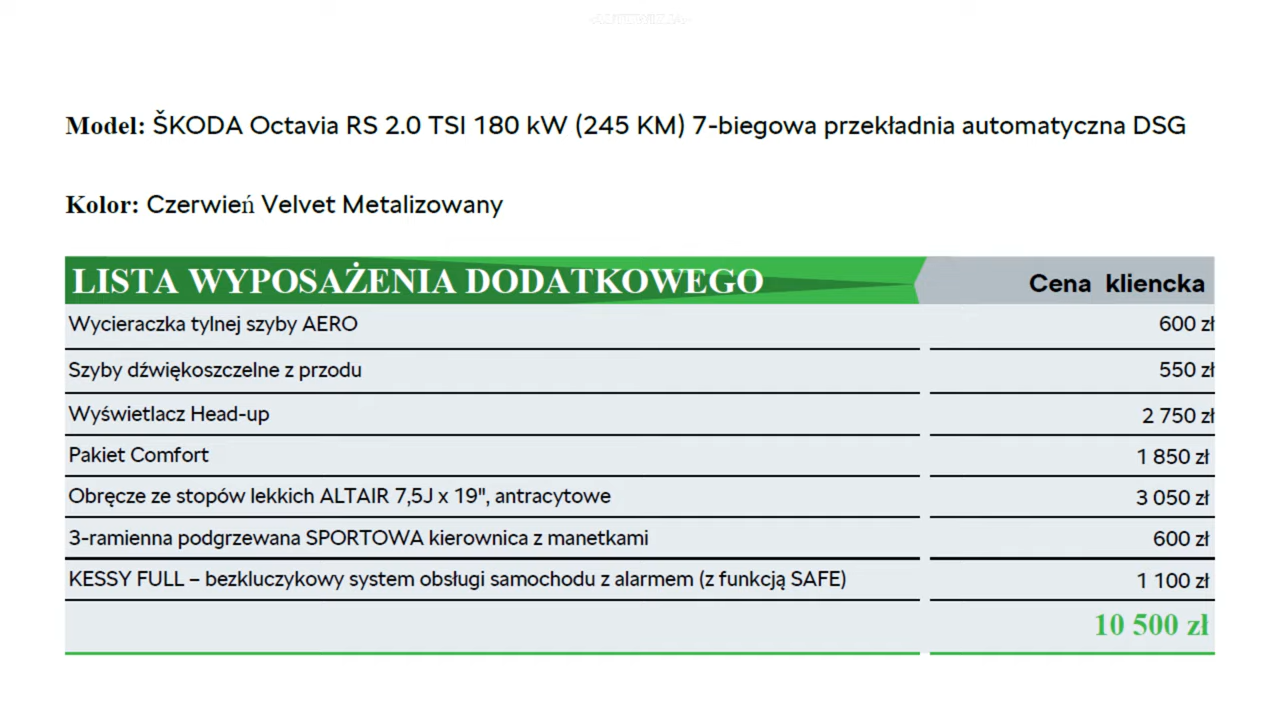 Model: ŠKODA Octavia RS 2.0 TSI 180 kW (245 KM) 7-biegowa przekładnia automatyczna DSG
Kolor: Czerwień Velvet Metalizowany
LISTA WYPOSAŻENIA DODATKOWEGO Cena kliencka
Wycieraczka tylnej szyby AERO 600 zł
Szyby dźwiękoszczelne z przodu 550 zł
Wyświetlacz Head-up 2 750 zł
Pakiet Comfort 1 850 zł
Obręcze ze stopów lekkich ALTAIR 7,5J x 19", antracytowe 3 050 zł
3-ramienna podgrzewana SPORTOWA kierownica z manetkami 600 zł
KESSY FULL – bezkluczykowy system obsługi samochodu z alarmem (z funkcją SAFE) 1 100 zł
10 500 zł